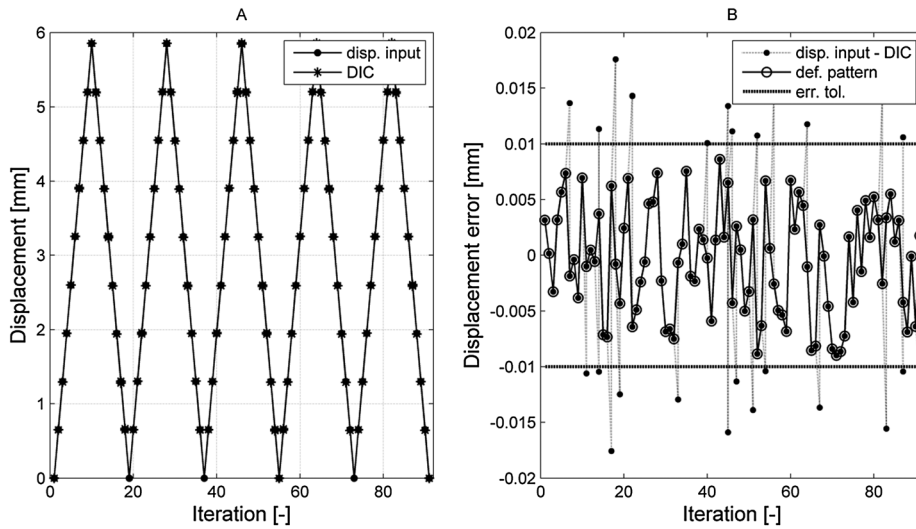 A
6
5
4
3
2
1
0
0
20
40
60
80
Displacement [mm]
Iteration [-]
disp. input
DIC
B
0.02
0.015
0.01
0.005
0
-0.005
-0.01
-0.015
-0.02
0
20
40
60
80
Displacement error [mm]
Iteration [-]
disp. input - DIC
def. pattern
err. tol.